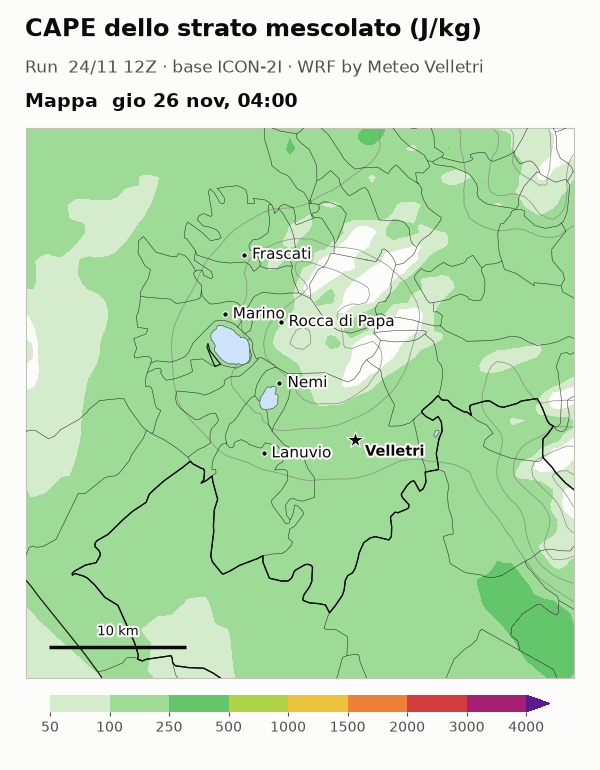 CAPE dello strato mescolato (J/kg)
Run  24/11 12Z · base ICON-2I · WRF by Meteo Velletri
Mappa  gio 26 nov, 04:00
Frascati
Marino
Rocca di Papa
Nemi
Velletri
Lanuvio
10 km
50 100 250 500 1000 1500 2000 3000 4000